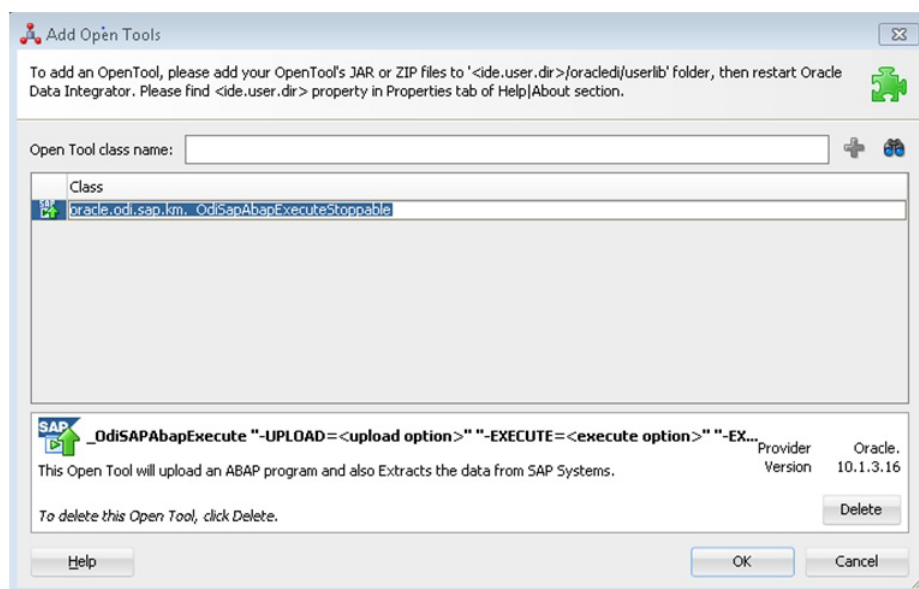 Add Open Tools
To add an OpenTool, please add your OpenTool's JAR or ZIP files to '<ide.user.dir>/oracledi/userlib' folder, then restart Oracle
Data Integrator. Please find <ide.user.dir> property in Properties tab of Help|About section.
Open Tool class name:
Class
SAP oracle.odi.sap.km._OdiSapAbapExecuteStoppable
SAP _OdiSAPAbapExecute "-UPLOAD=<upload option>" "-EXECUTE=<execute option>" "-EX...
Provider Oracle.
This Open Tool will upload an ABAP program and also Extracts the data from SAP Systems. Version 10.1.3.16
To delete this Open Tool, click Delete. Delete
Help OK Cancel